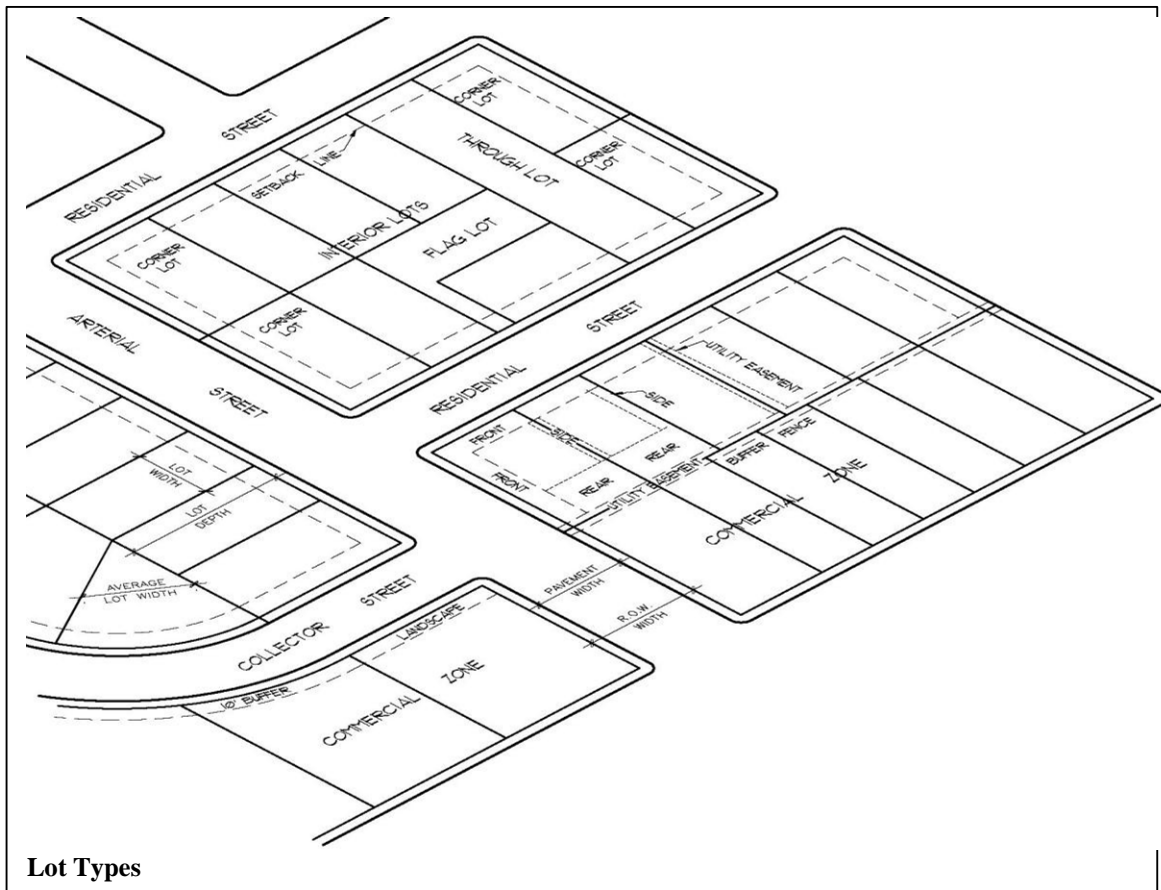 STREET
RESIDENTIAL
CORNER
LOT
THROUGH LOT
CORNER
LOT
SETBACK LINE
INTERIOR LOTS
FLAG LOT
CORNER
LOT
CORNER
LOT
ARTERIAL
STREET
STREET
RESIDENTIAL
UTILITY EASEMENT
SIDE
FRONT
SIDE
REAR
FRONT
REAR
UTILITY EASEMENT
BUFFER FENCE
COMMERCIAL ZONE
LOT
WIDTH
LOT
DEPTH
AVERAGE
LOT WIDTH
PAVEMENT
WIDTH
R.O.W.
WIDTH
STREET
COLLECTOR
LANDSCAPE
10' BUFFER
COMMERCIAL ZONE
Lot Types